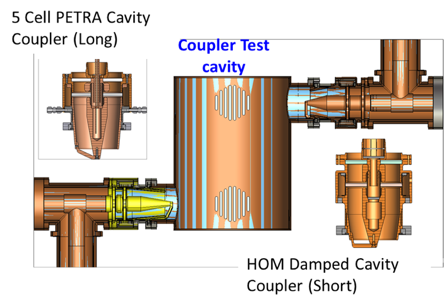 5 Cell PETRA Cavity
Coupler (Long)
Coupler Test
cavity
HOM Damped Cavity
Coupler (Short)